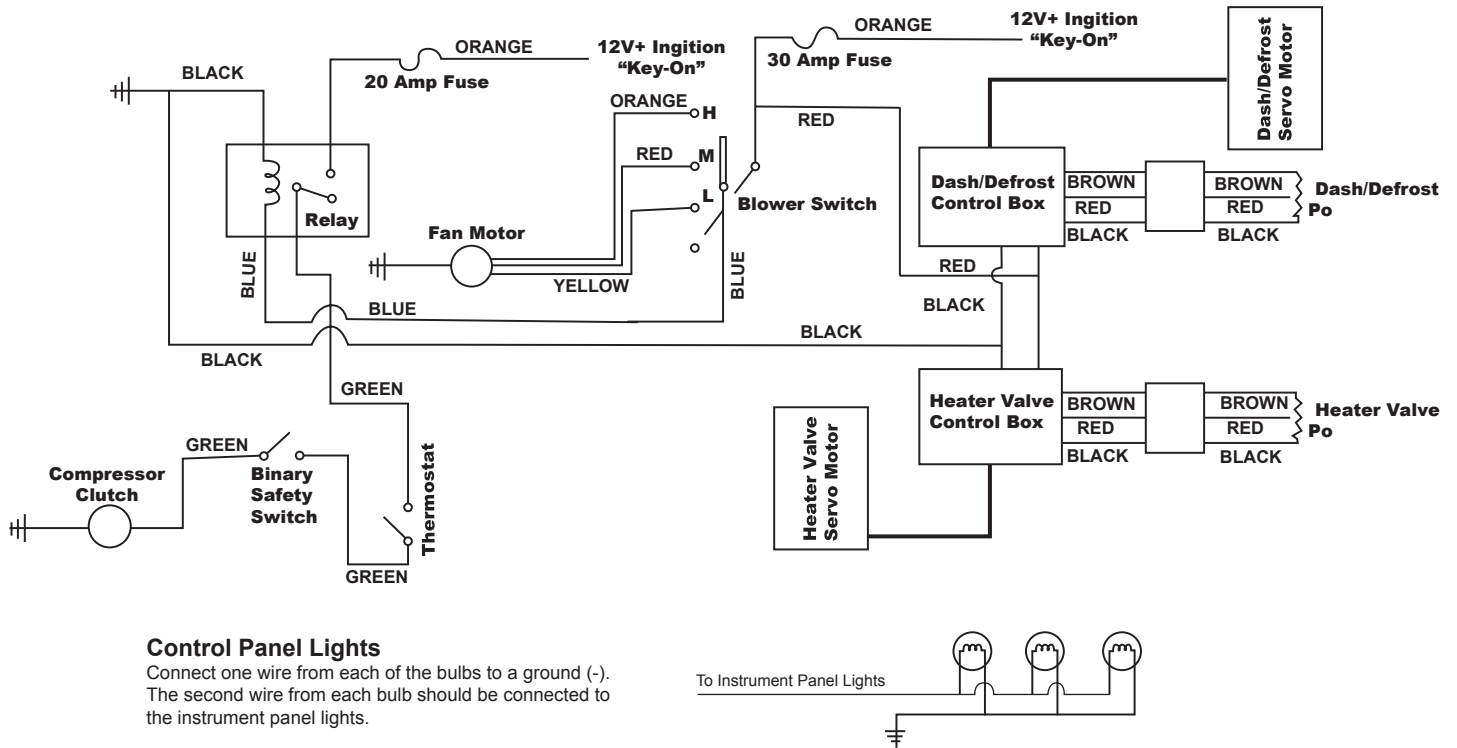 ORANGE
12V+ Ingition
“Key-On”
20 Amp Fuse
BLACK
ORANGE
12V+ Ingition
“Key-On”
30 Amp Fuse
ORANGE
H
RED
M
L
RED
Blower Switch
Relay
Fan Motor
YELLOW
BLUE
BLUE
BLUE
BLACK
BLACK
RED
BLACK
Dash/Defrost
Servo Motor
Dash/Defrost
Control Box
BROWN
RED
BLACK
BROWN
RED
BLACK
Dash/Defrost
Po
Heater Valve
Control Box
BROWN
RED
BLACK
BROWN
RED
BLACK
Heater Valve
Po
Heater Valve
Servo Motor
GREEN
GREEN
Compressor
Clutch
Binary
Safety
Switch
Thermostat
GREEN
Control Panel Lights
Connect one wire from each of the bulbs to a ground (-).
The second wire from each bulb should be connected to
the instrument panel lights.
To Instrument Panel Lights